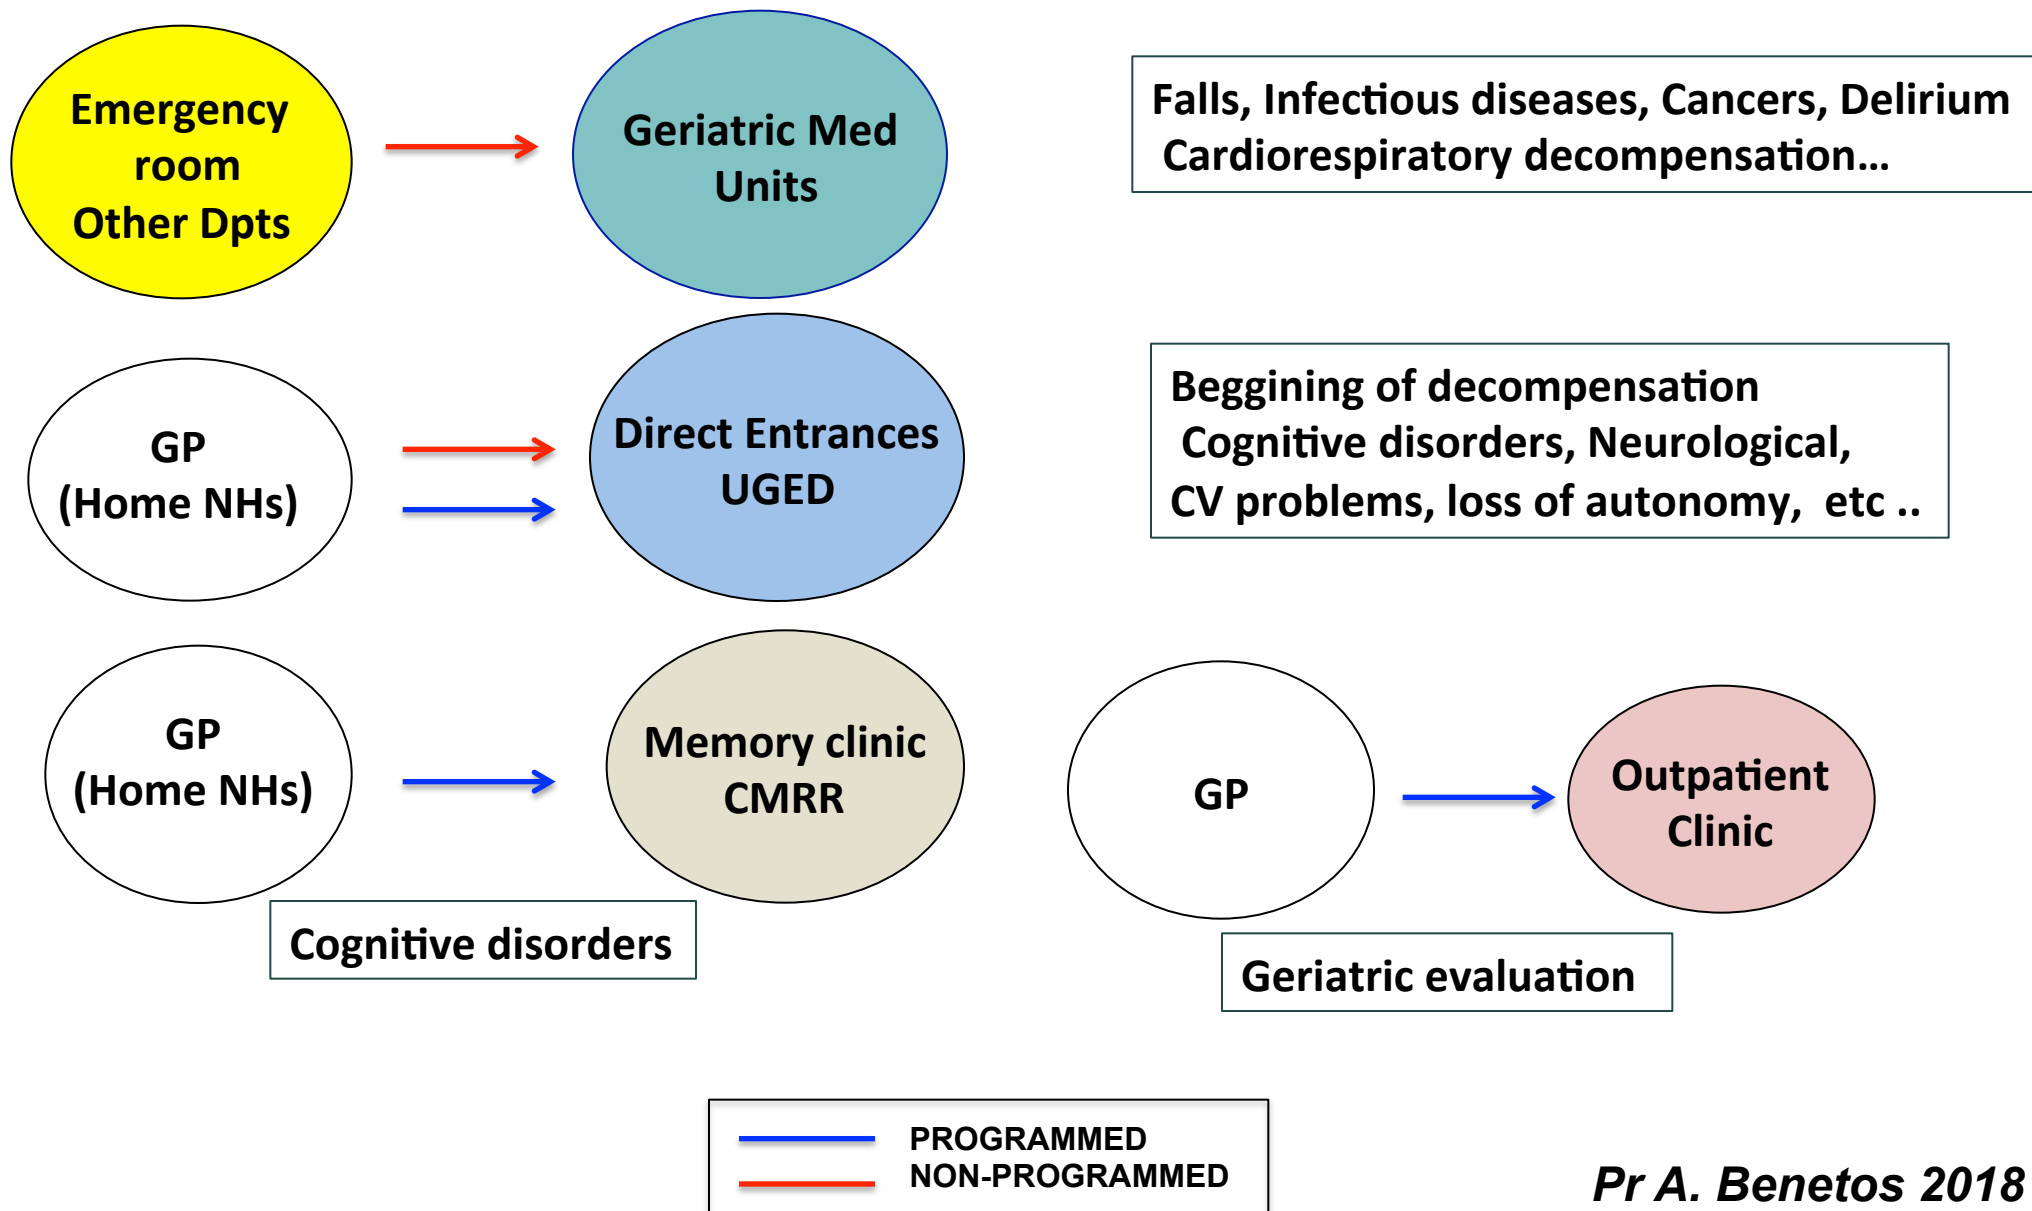 Emergency
room
Other Dpts
Geriatric Med
Units
Falls, Infectious diseases, Cancers, Delirium
Cardiorespiratory decompensation…
GP
(Home NHs)
Direct Entrances
UGED
Beggining of decompensation
Cognitive disorders, Neurological,
CV problems, loss of autonomy, etc ..
GP
(Home NHs)
Memory clinic
CMRR
Cognitive disorders
GP
Outpatient
Clinic
Geriatric evaluation
PROGRAMMED
NON-PROGRAMMED
Pr A. Benetos 2018